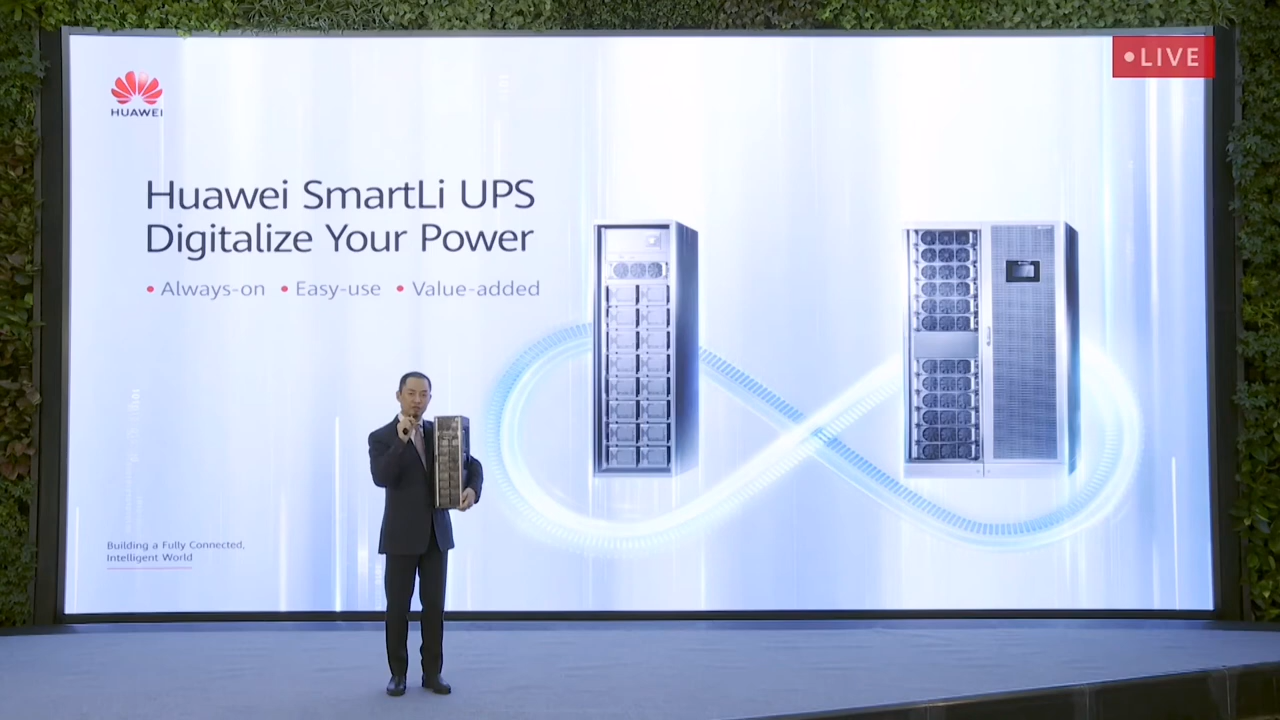 LIVE
HUAWEI
Huawei SmartLi UPS
Digitalize Your Power
• Always-on • Easy-use • Value-added
Building a Fully Connected,
Intelligent World